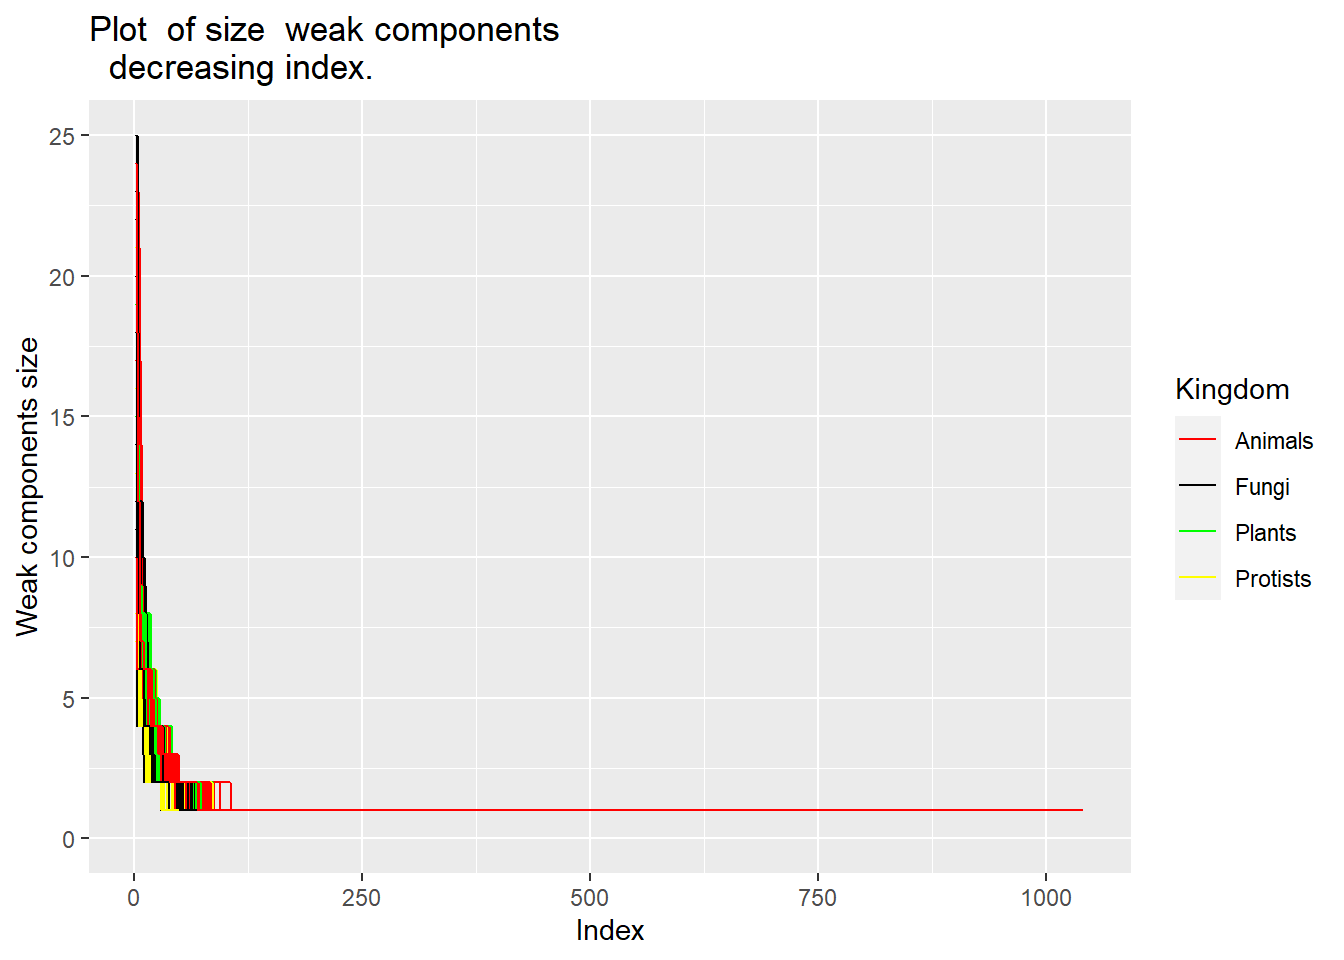 Plot  of size  weak components
  decreasing index.
25
20
15
10
5
0
Weak components size
0 250 500 750 1000
Index
Kingdom
Animals
Fungi
Plants
Protists